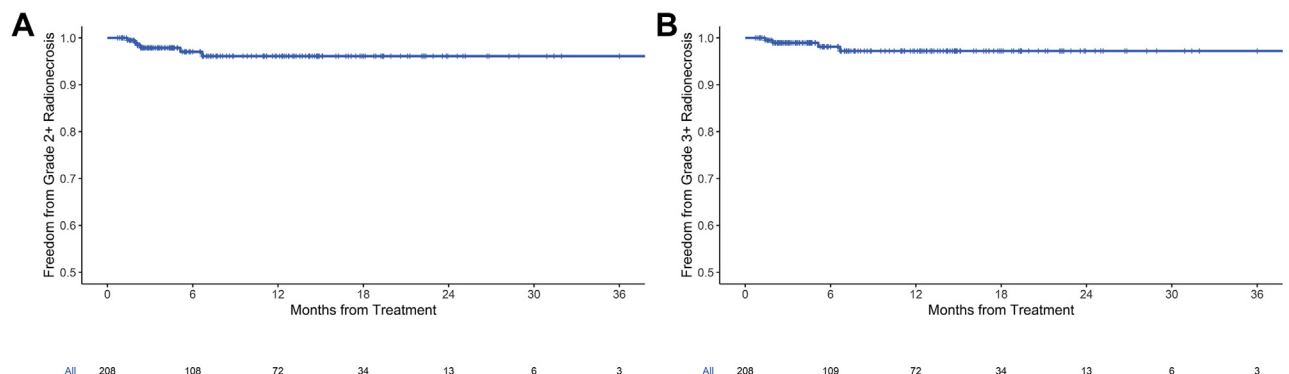 A
Freedom from Grade 2+ Radionecrosis
1.0
0.9
0.8
0.7
0.6
0.5
0 6 12 18 24 30 36
Months from Treatment
All 208 108 72 34 13 6 3
B
Freedom from Grade 3+ Radionecrosis
1.0
0.9
0.8
0.7
0.6
0.5
0 6 12 18 24 30 36
Months from Treatment
All 208 109 72 34 13 6 3